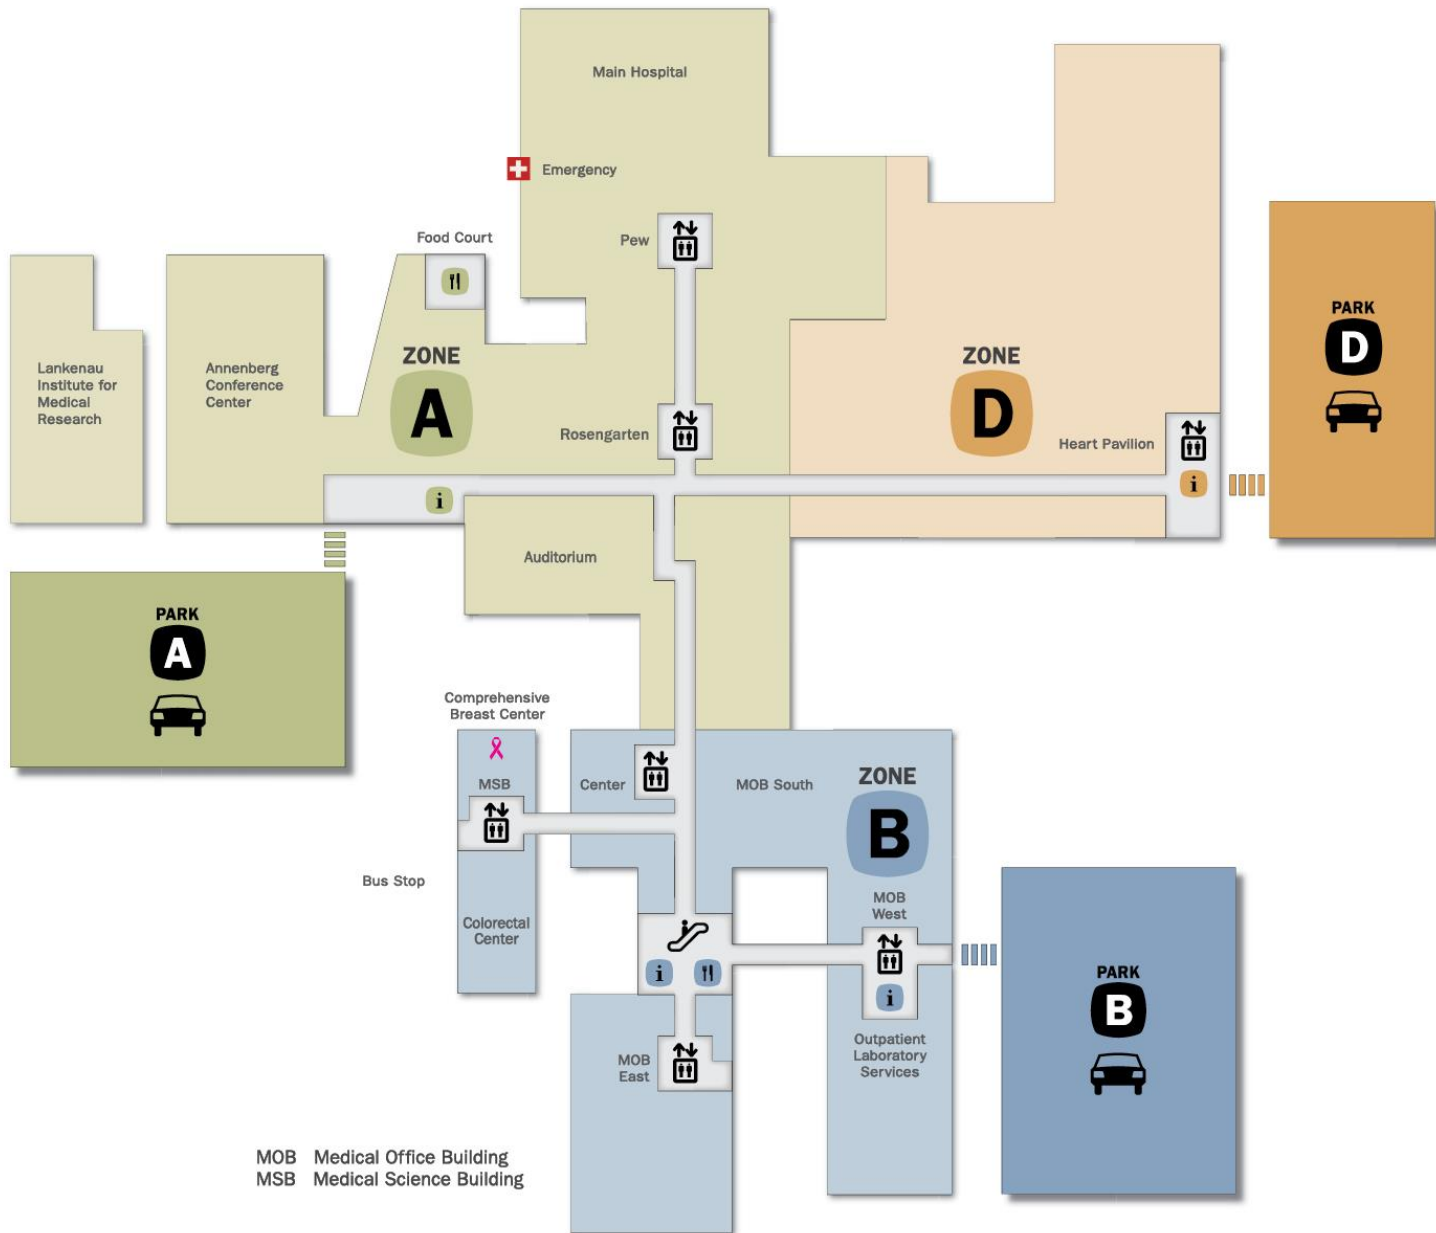 Main Hospital
Emergency
Food Court
Pew
PARK
D
Lankenau
Institute for
Medical
Research
Annenberg
Conference
Center
ZONE
A
Rosengarten
ZONE
D
Heart Pavilion
i
i
Auditorium
PARK
A
Comprehensive
Breast Center
MSB
Center
MOB South
ZONE
B
Bus Stop
Colorectal
Center
MOB
West
i
i
PARK
B
MOB
East
Outpatient
Laboratory
Services
MOB Medical Office Building
MSB Medical Science Building